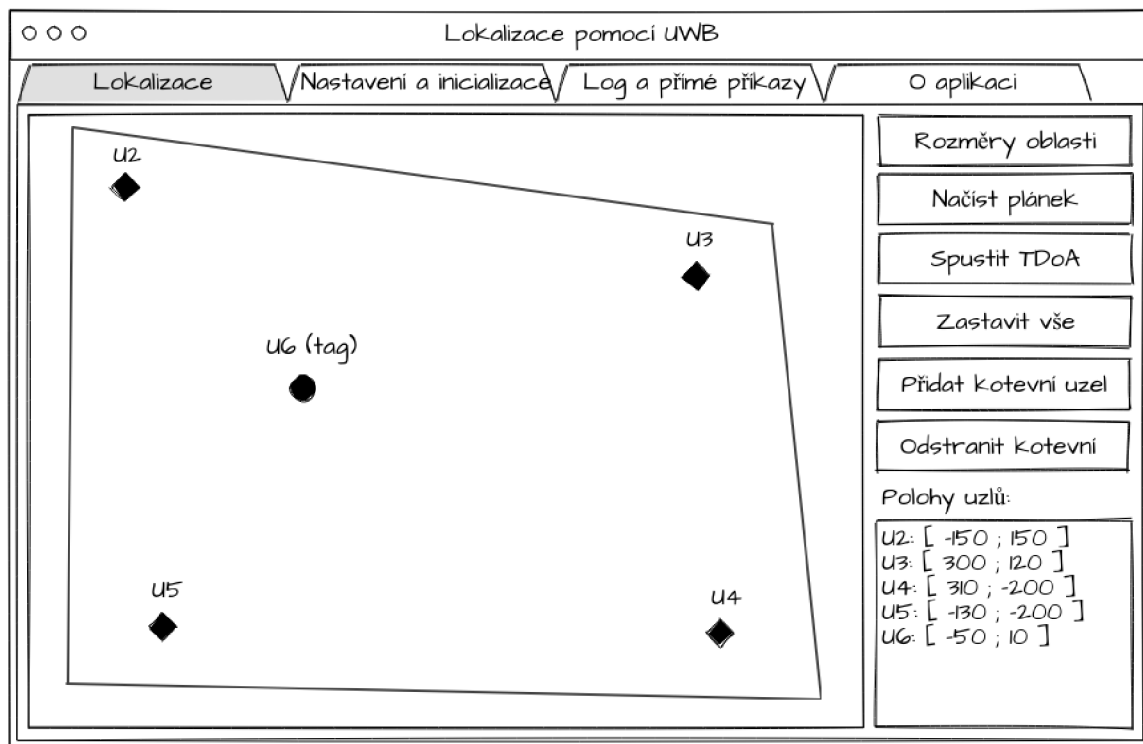 Lokalizace pomocí UWB
Lokalizace
Nastavení a inicializace
Log a přímé příkazy
O aplikaci
U2
U3
U6 (tag)
U5
U4
Rozměry oblasti
Načíst plánek
Spustit TDoA
Zastavit vše
Přidat kotevní uzel
Odstranit kotevní
Polohy uzlů:
U2: [ -150 ; 150 ]
U3: [ 300 ; 120 ]
U4: [ 310 ; -200 ]
U5: [ -130 ; -200 ]
U6: [ -50 ; 10 ]